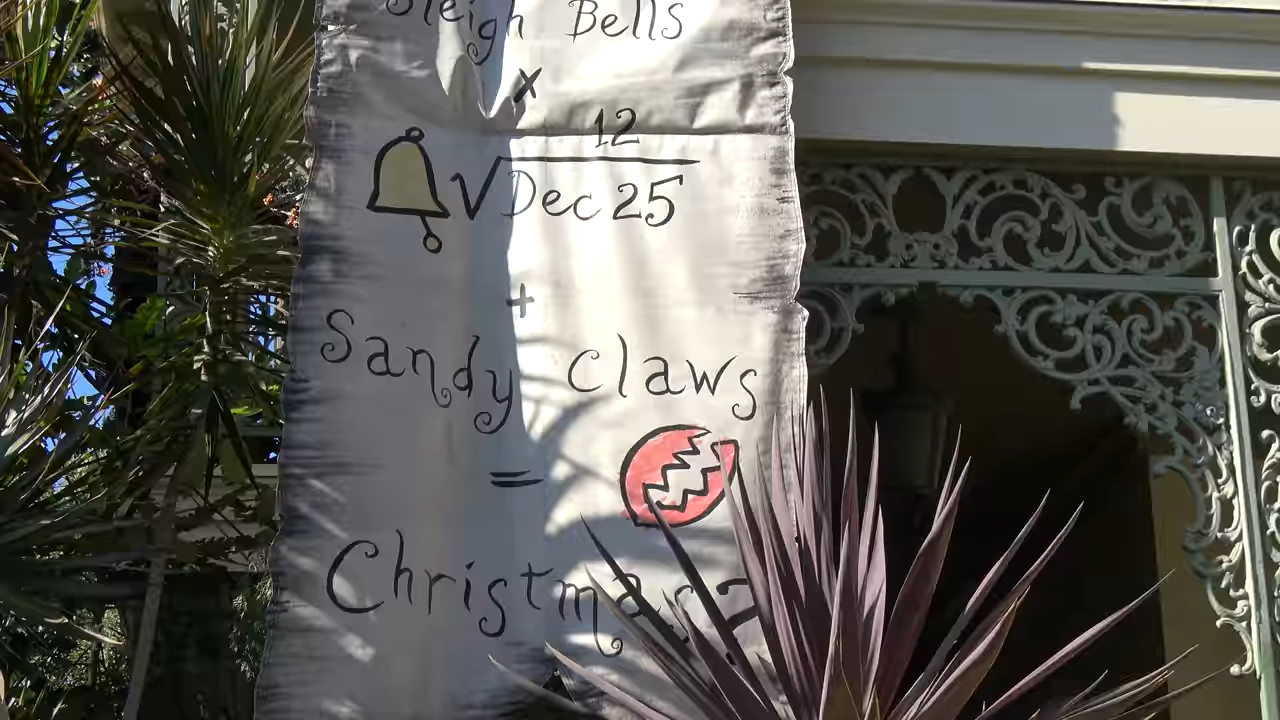 Sleigh Bells
x
12
√Dec 25
+
Sandy claws
=
Christmas?